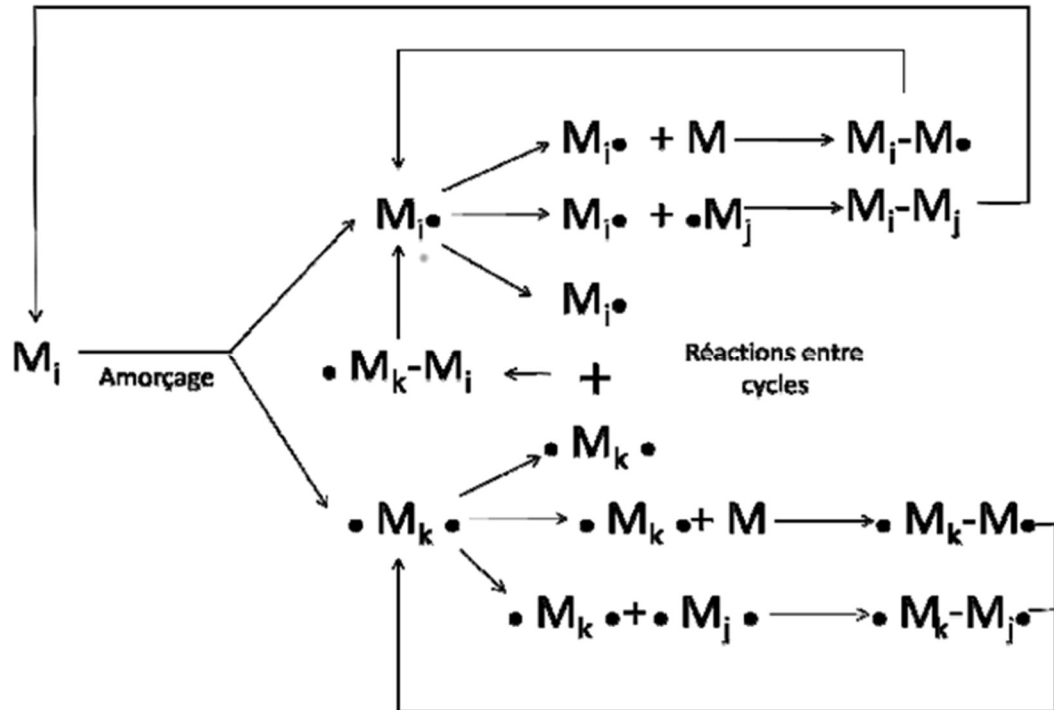 Mᵢ• + M → Mᵢ-M•
Mᵢ• → Mᵢ• + •Mⱼ → Mᵢ-Mⱼ
Mᵢ•
Mᵢ
Amorçage
• Mₖ-Mᵢ ← +
Réactions entre
cycles
• Mₖ •
• Mₖ • → • Mₖ •+ M → • Mₖ-M•
• Mₖ •+• Mⱼ • → • Mₖ-Mⱼ•